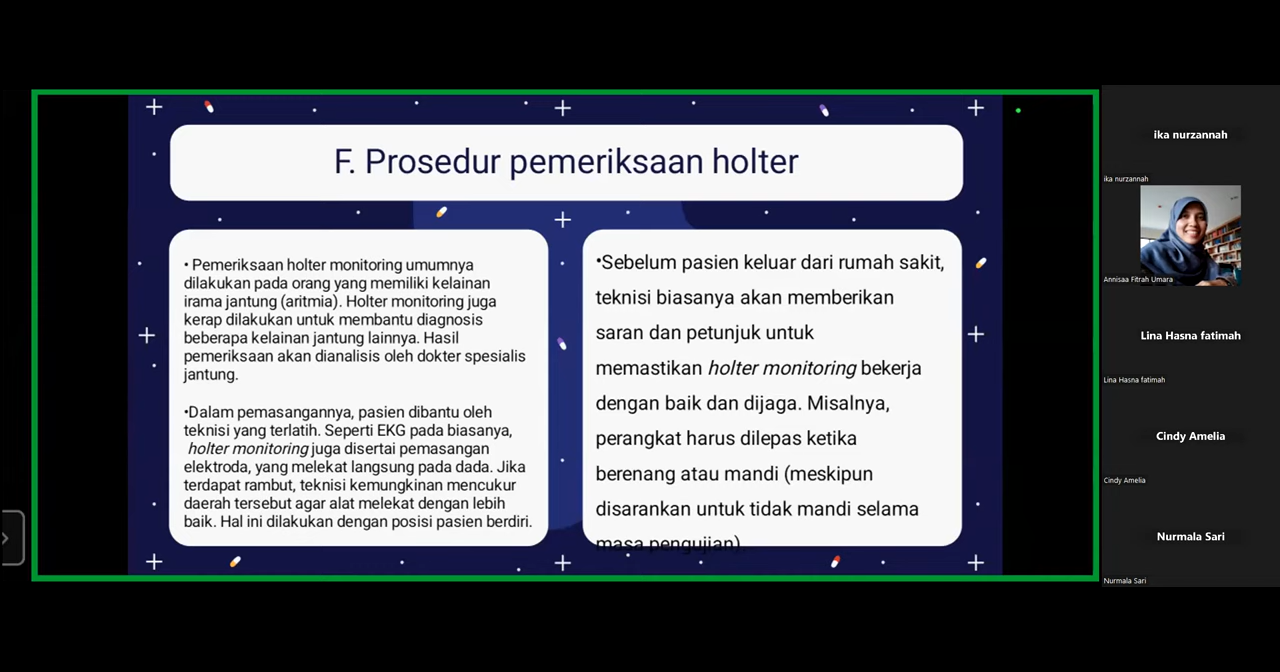 F. Prosedur pemeriksaan holter
• Pemeriksaan holter monitoring umumnya
dilakukan pada orang yang memiliki kelainan
irama jantung (aritmia). Holter monitoring juga
kerap dilakukan untuk membantu diagnosis
beberapa kelainan jantung lainnya. Hasil
pemeriksaan akan dianalisis oleh dokter spesialis
jantung.
•Dalam pemasangannya, pasien dibantu oleh
teknisi yang terlatih. Seperti EKG pada biasanya,
holter monitoring juga disertai pemasangan
elektroda, yang melekat langsung pada dada. Jika
terdapat rambut, teknisi kemungkinan mencukur
daerah tersebut agar alat melekat dengan lebih
baik. Hal ini dilakukan dengan posisi pasien berdiri.
•Sebelum pasien keluar dari rumah sakit,
teknisi biasanya akan memberikan
saran dan petunjuk untuk
memastikan holter monitoring bekerja
dengan baik dan dijaga. Misalnya,
perangkat harus dilepas ketika
berenang atau mandi (meskipun
disarankan untuk tidak mandi selama
masa pengujian).
ika nurzannah
ika nurzannah
Annisaa Fitrah Umara
Lina Hasna fatimah
Lina Hasna fatimah
Cindy Amelia
Cindy Amelia
Nurmala Sari
Nurmala Sari